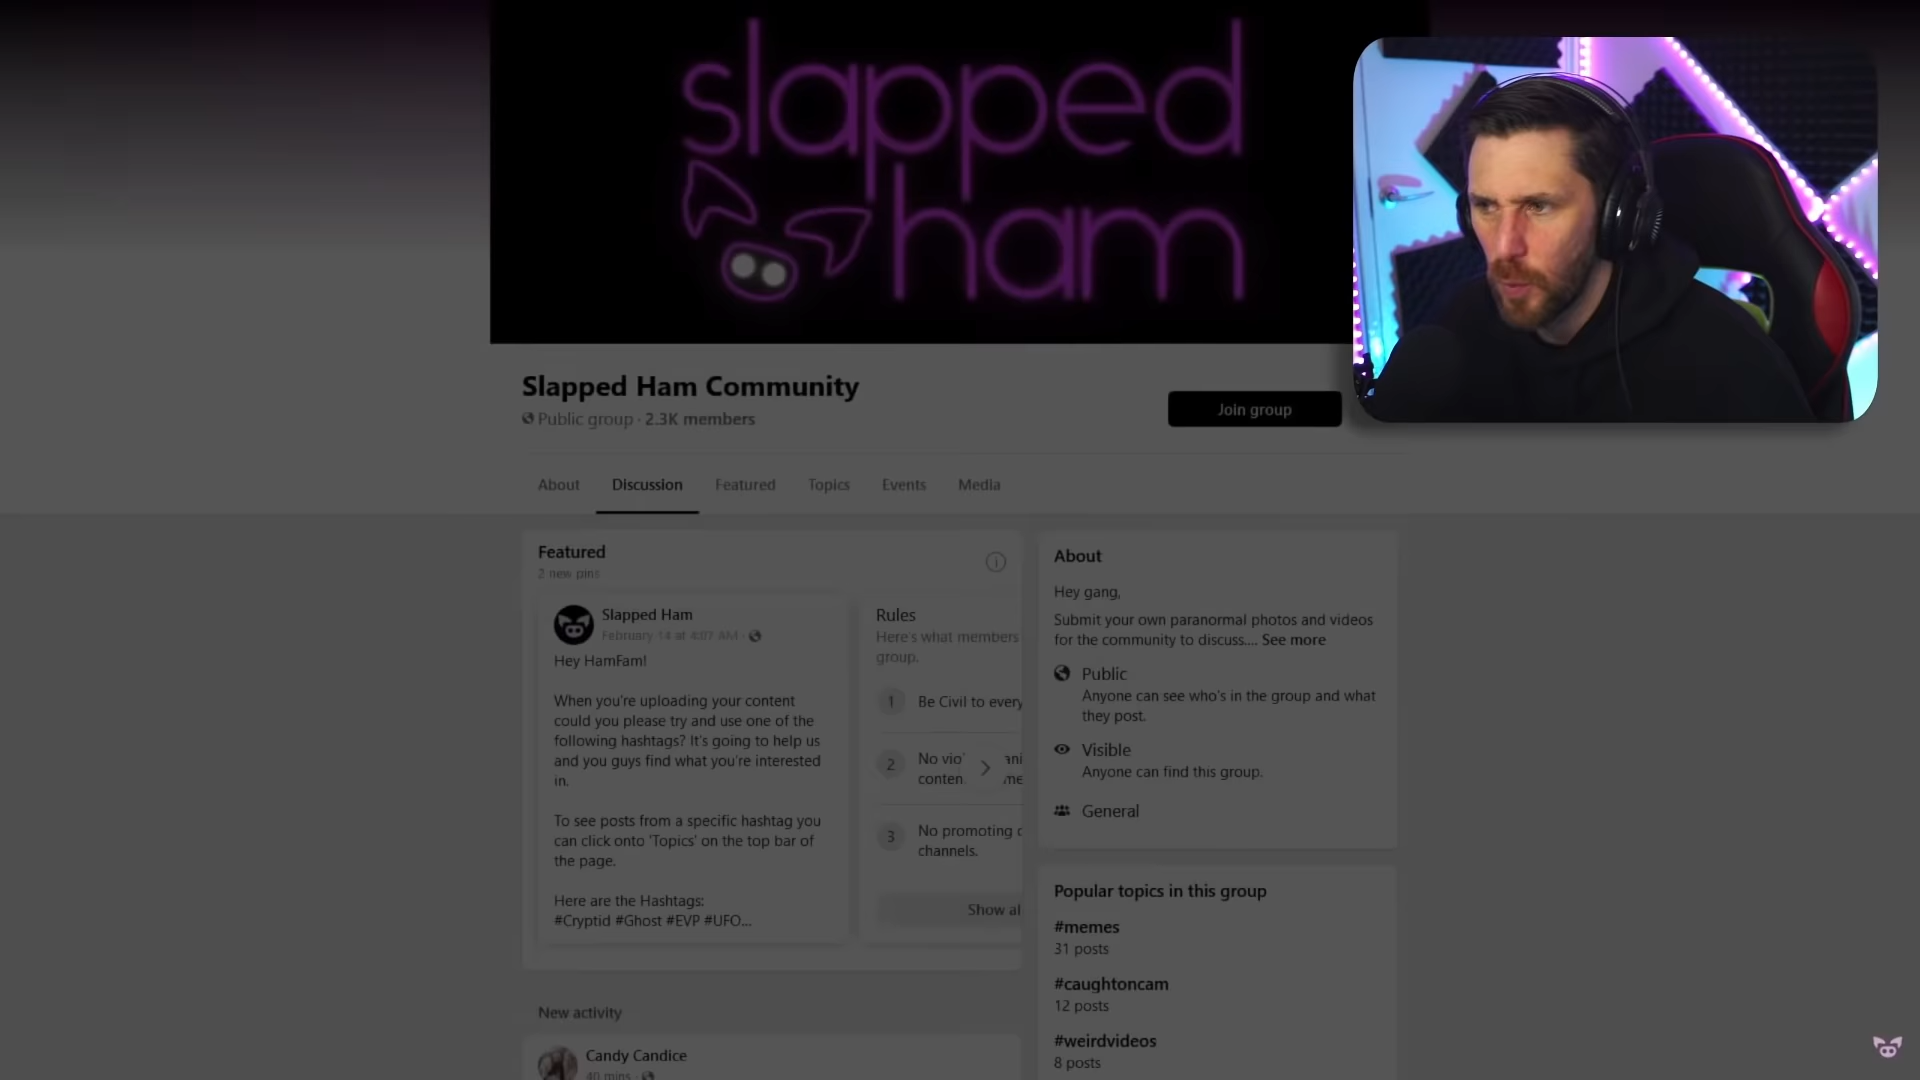 slapped
ham
Slapped Ham Community
Public group · 2.3K members
Join group
About
Discussion
Featured
Topics
Events
Media
Featured
2 new pins
Slapped Ham
February 14 at 4:07 AM ·
Hey HamFam!
When you're uploading your content
could you please try and use one of the
following hashtags? It's going to help us
and you guys find what you're interested
in.
To see posts from a specific hashtag you
can click onto 'Topics' on the top bar of
the page.
Here are the Hashtags:
#Cryptid #Ghost #EVP #UFO...
Rules
Here's what members
group.
1 Be Civil to every
2 No
3 No promoting
channels.
Show al
About
Hey gang,
Submit your own paranormal photos and videos
for the community to discuss.... See more
Public
Anyone can see who's in the group and what
they post.
Visible
Anyone can find this group.
General
Popular topics in this group
#memes
31 posts
#caughtoncam
12 posts
#weirdvideos
8 posts
New activity
Candy Candice
40 mins ·